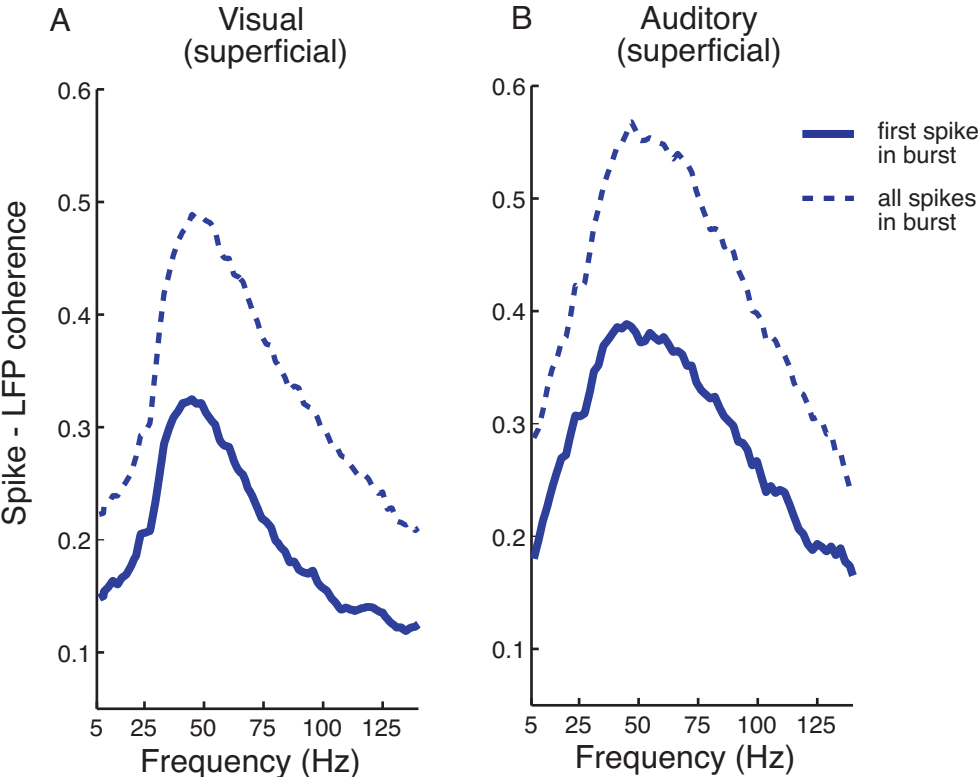 A
Visual
(superficial)
B
Auditory
(superficial)
first spike
in burst
all spikes
in burst
Spike - LFP coherence
0.6
0.5
0.4
0.3
0.2
0.1
5 25 50 75 100 125
Frequency (Hz)
0.6
0.5
0.4
0.3
0.2
0.1
5 25 50 75 100 125
Frequency (Hz)